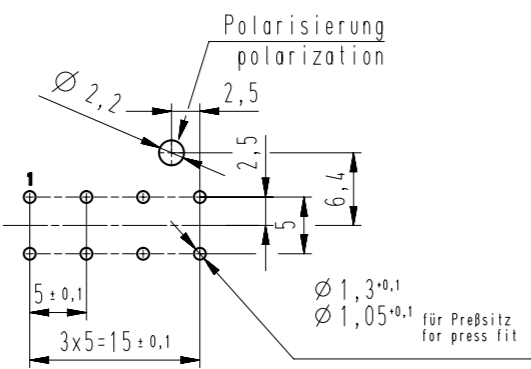 Polarisierung
polarization
Ø 2,2
2,5
2,5
6,4
1
5
5 ± 0,1
Ø 1,3+0,1
Ø 1,05+0,1 für Preßsitz
for press fit
3x5=15 ± 0,1